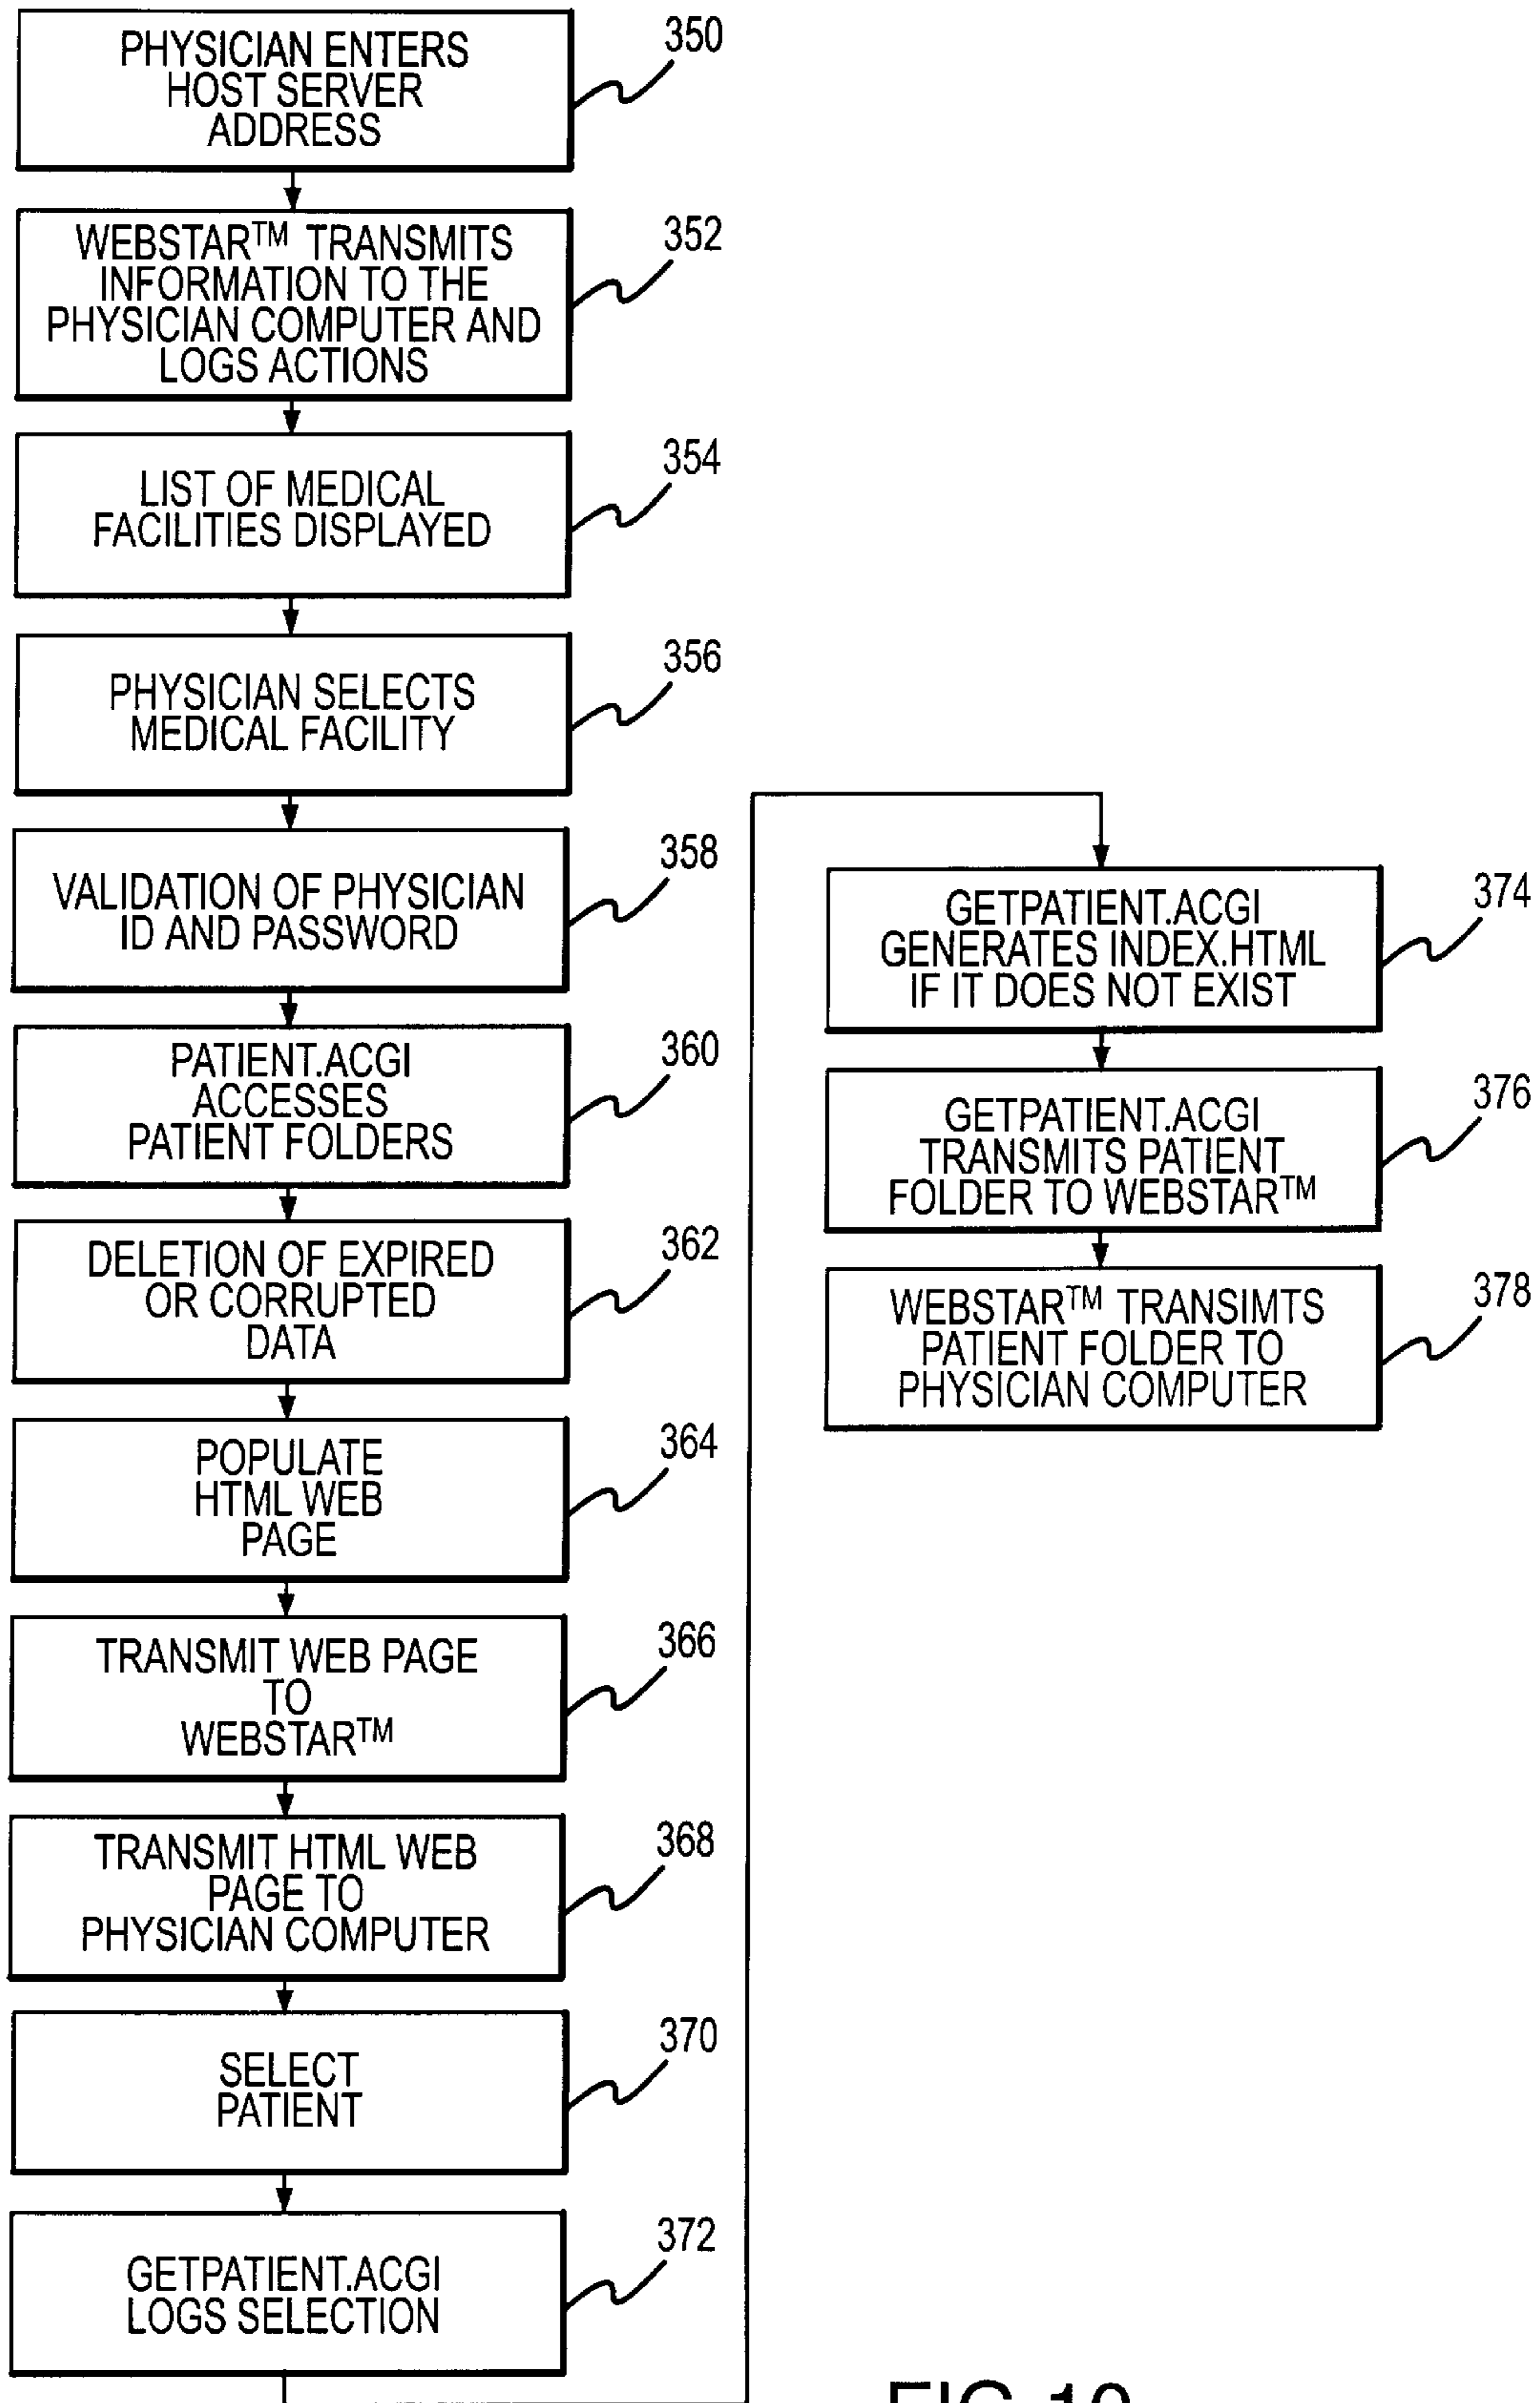 PHYSICIAN ENTERS
HOST SERVER
ADDRESS
350
WEBSTAR™ TRANSMITS
INFORMATION TO THE
PHYSICIAN COMPUTER AND
LOGS ACTIONS
352
LIST OF MEDICAL
FACILITIES DISPLAYED
354
PHYSICIAN SELECTS
MEDICAL FACILITY
356
VALIDATION OF PHYSICIAN
ID AND PASSWORD
358
PATIENT.ACGI
ACCESSES
PATIENT FOLDERS
360
DELETION OF EXPIRED
OR CORRUPTED
DATA
362
POPULATE
HTML WEB
PAGE
364
TRANSMIT WEB PAGE
TO
WEBSTAR™
366
TRANSMIT HTML WEB
PAGE TO
PHYSICIAN COMPUTER
368
SELECT
PATIENT
370
GETPATIENT.ACGI
LOGS SELECTION
372
GETPATIENT.ACGI
GENERATES INDEX.HTML
IF IT DOES NOT EXIST
374
GETPATIENT.ACGI
TRANSMITS PATIENT
FOLDER TO WEBSTAR™
376
WEBSTAR™ TRANSIMTS
PATIENT FOLDER TO
PHYSICIAN COMPUTER
378